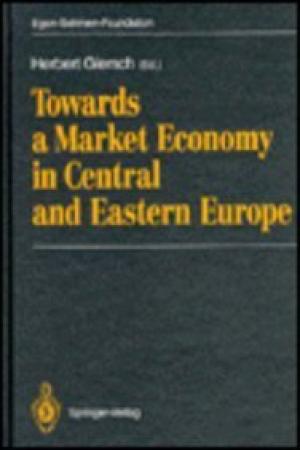 Egon-Sohmen-Foundation
Herbert Giersch (Ed.)
Towards
a Market Economy
in Central
and Eastern Europe
Springer-Verlag